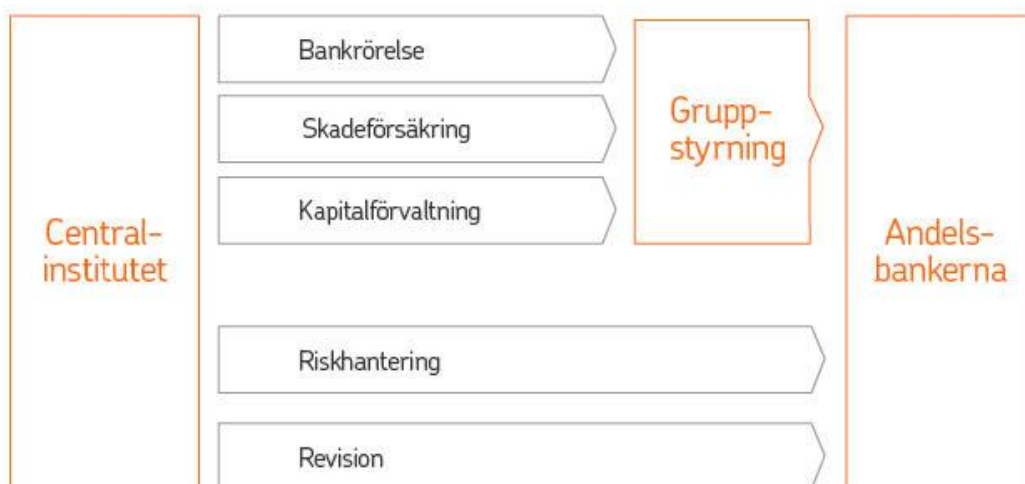 Central-
institutet
Bankrörelse
Skadeförsäkring
Kapitalförvaltning
Riskhantering
Revision
Grupp-
styrning
Andels-
bankerna